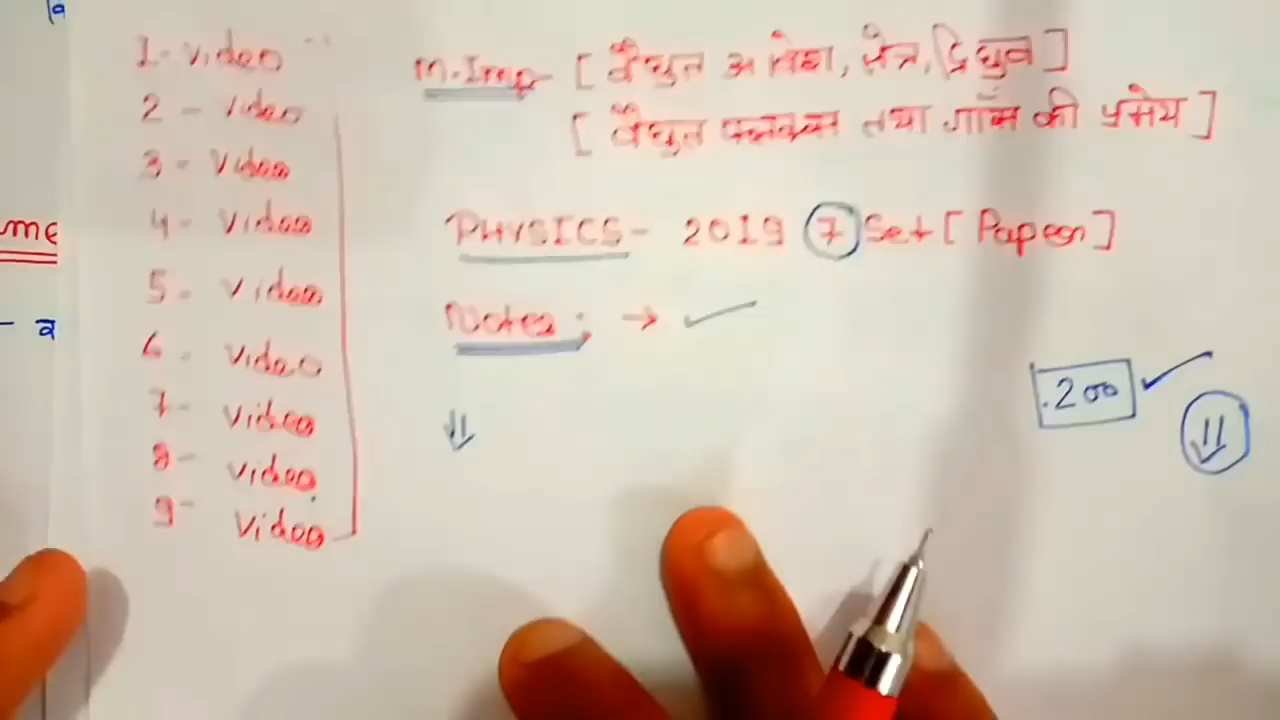 1- video
2 - video
3 - video
4 - video
5 - video
6 - video
7 - video
8 - video
9 - video
m.Imp- [ वैद्युत आवेश, क्षेत्र, द्विध्रुव ]
[ वैद्युत फ्लक्स तथा गॉस की प्रमेय ]
PHYSICS- 2019 7 Set [ Paper ]
Notes : → ✓
.200 ✓
me
- व